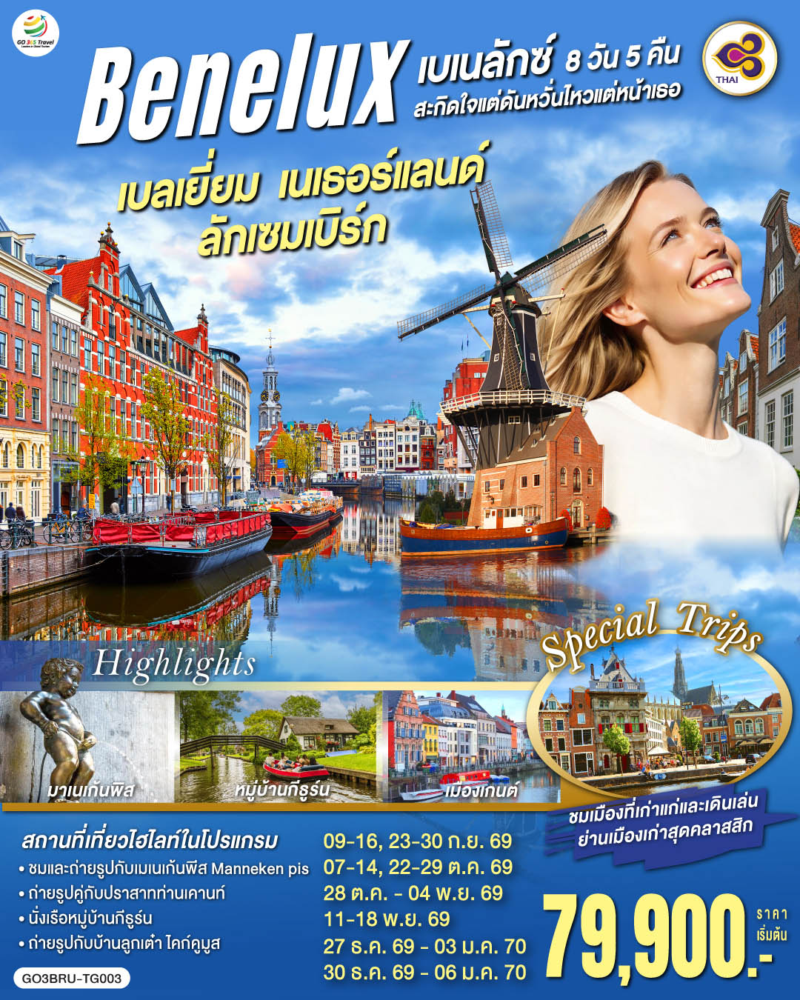 GO 365 Travel
Leaders in Global Tourism
Benelux
เบเนลักซ์ 8 วัน 5 คืน
สะกิดใจแต่ดันหวั่นไหวแต่หน้าเธอ
THAI
เบลเยี่ยม เนเธอร์แลนด์
ลักเซมเบิร์ก
Highlights
Special Trips
มาเนเก้นพิส
หมู่บ้านกีธูร์น
เมืองเกนต์
ชมเมืองที่เก่าแก่และเดินเล่น
ย่านเมืองเก่าสุดคลาสสิก
สถานที่เที่ยวไฮไลท์ในโปรแกรม
• ชมและถ่ายรูปกับเมเนเก้นพีส Manneken pis
• ถ่ายรูปคู่กับปราสาทท่านเคานท์
• นั่งเรือหมู่บ้านกีธูร์น
• ถ่ายรูปกับบ้านลูกเต๋า ไคก์คูมูส
GO3BRU-TG003
09-16, 23-30 ก.ย. 69
07-14, 22-29 ต.ค. 69
28 ต.ค. - 04 พ.ย. 69
11-18 พ.ย. 69
27 ธ.ค. 69 - 03 ม.ค. 70
30 ธ.ค. 69 - 06 ม.ค. 70
79,900.-
ราคา
เริ่มต้น